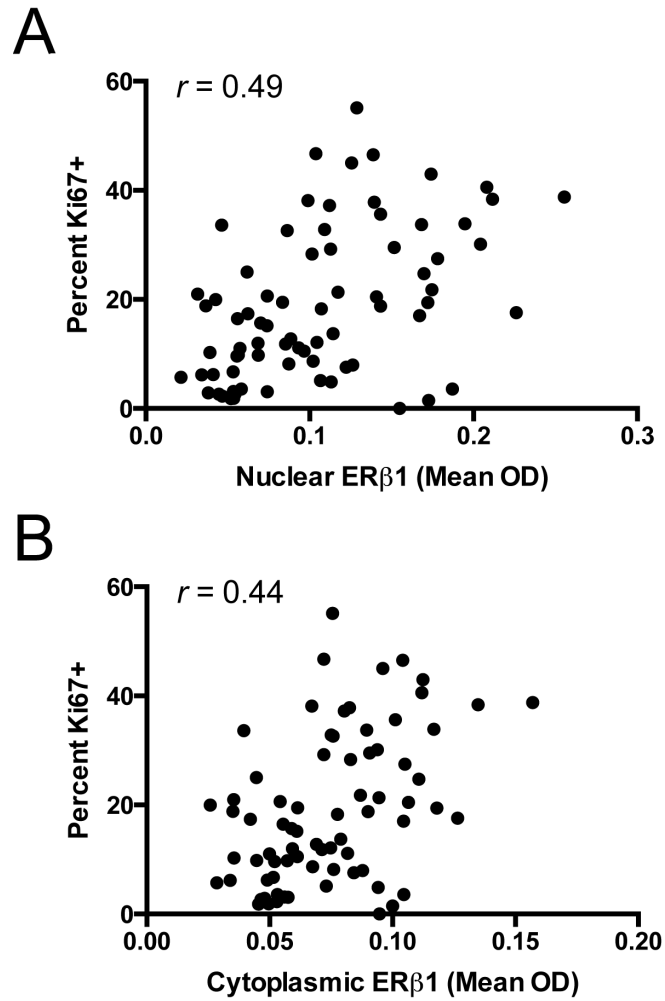 A
r = 0.49
Percent Ki67+
60
40
20
0
0.0 0.1 0.2 0.3
Nuclear ERβ1 (Mean OD)
B
r = 0.44
Percent Ki67+
60
40
20
0
0.00 0.05 0.10 0.15 0.20
Cytoplasmic ERβ1 (Mean OD)